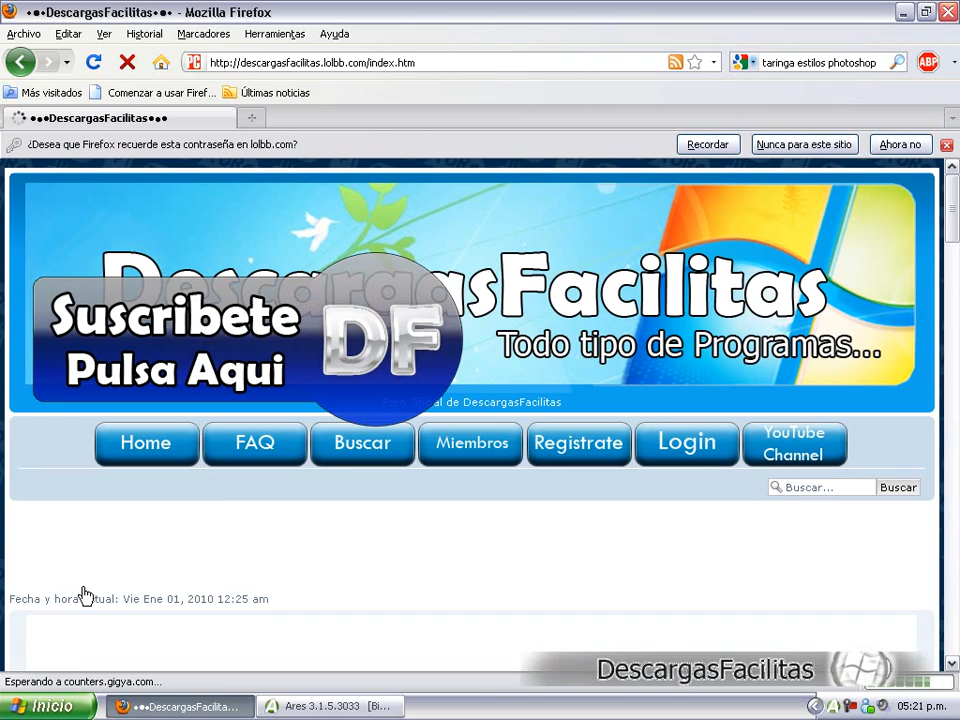 •●•DescargasFacilitas•●• - Mozilla Firefox
Archivo Editar Ver Historial Marcadores Herramientas Ayuda
http://descargasfacilitas.lolbb.com/index.htm
taringa estilos photoshop
ABP
Más visitados Comenzar a usar Firef... Últimas noticias
•●•DescargasFacilitas•●•
¿Desea que Firefox recuerde esta contraseña en lolbb.com?
Recordar Nunca para este sitio Ahora no
DescargasFacilitas
Suscribete
Pulsa Aqui
DF
Todo tipo de Programas...
Foro Oficial de DescargasFacilitas
Home FAQ Buscar Miembros Registrate Login YouTube Channel
Buscar... Buscar
Fecha y hora actual: Vie Ene 01, 2010 12:25 am
DescargasFacilitas
Esperando a counters.gigya.com...
Inicio •●•DescargasFacilita... Ares 3.1.5.3033 [Bi... 05:21 p.m.